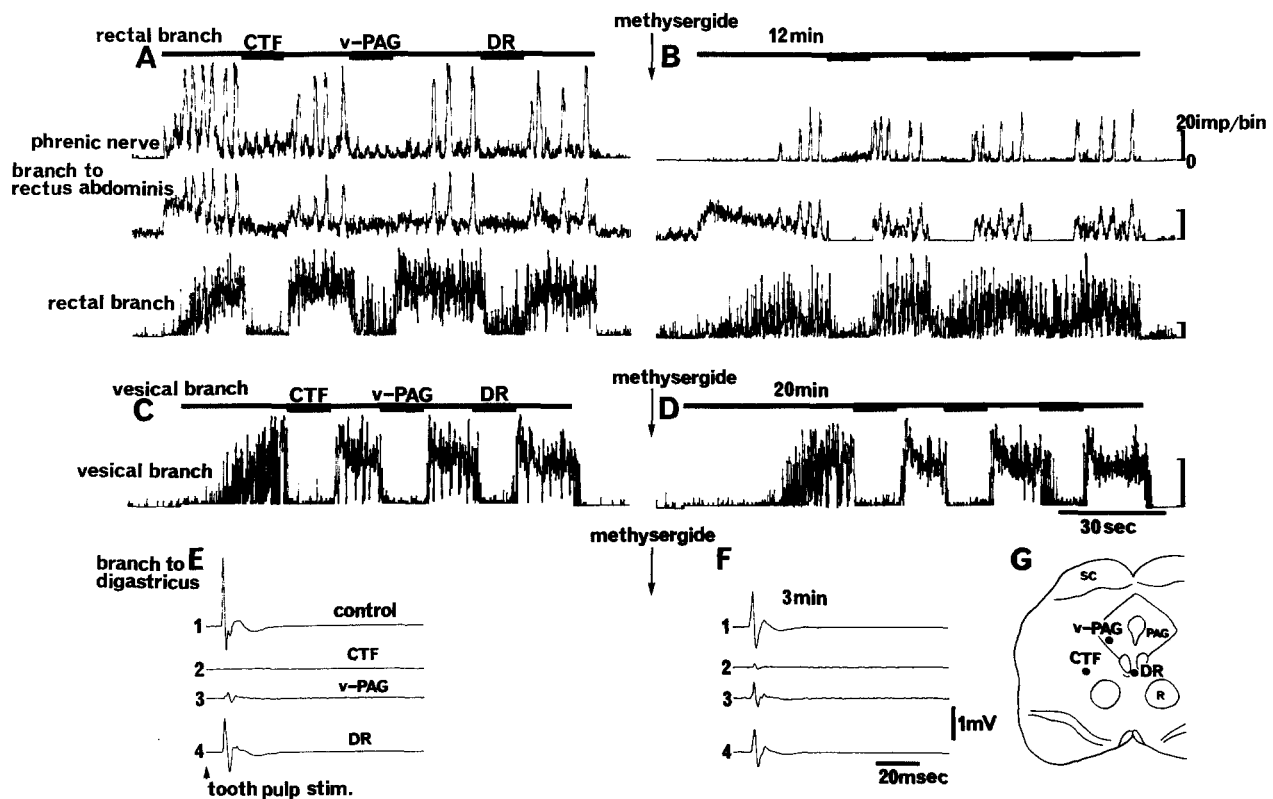 methysergide
rectal branch CTF v-PAG DR 12min
A B
phrenic nerve
20imp/bin
0
branch to
rectus abdominis
rectal branch
methysergide
vesical branch CTF v-PAG DR 20min
C D
vesical branch
30sec
methysergide
E F G
branch to
digastricus
control
3min
1
CTF
2
v-PAG
3
DR
4
tooth pulp stim.
1
2
3
4
1mV
20msec
SC
v-PAG PAG
CTF DR
R